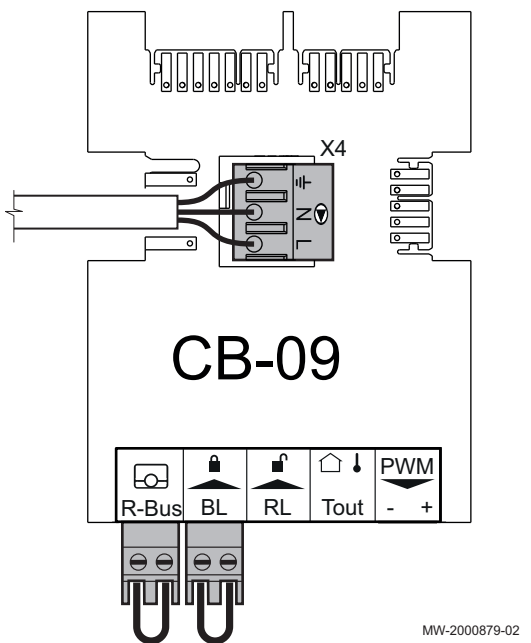 X4
N
L
CB-09
PWM
R-Bus BL RL Tout - +
MW-2000879-02